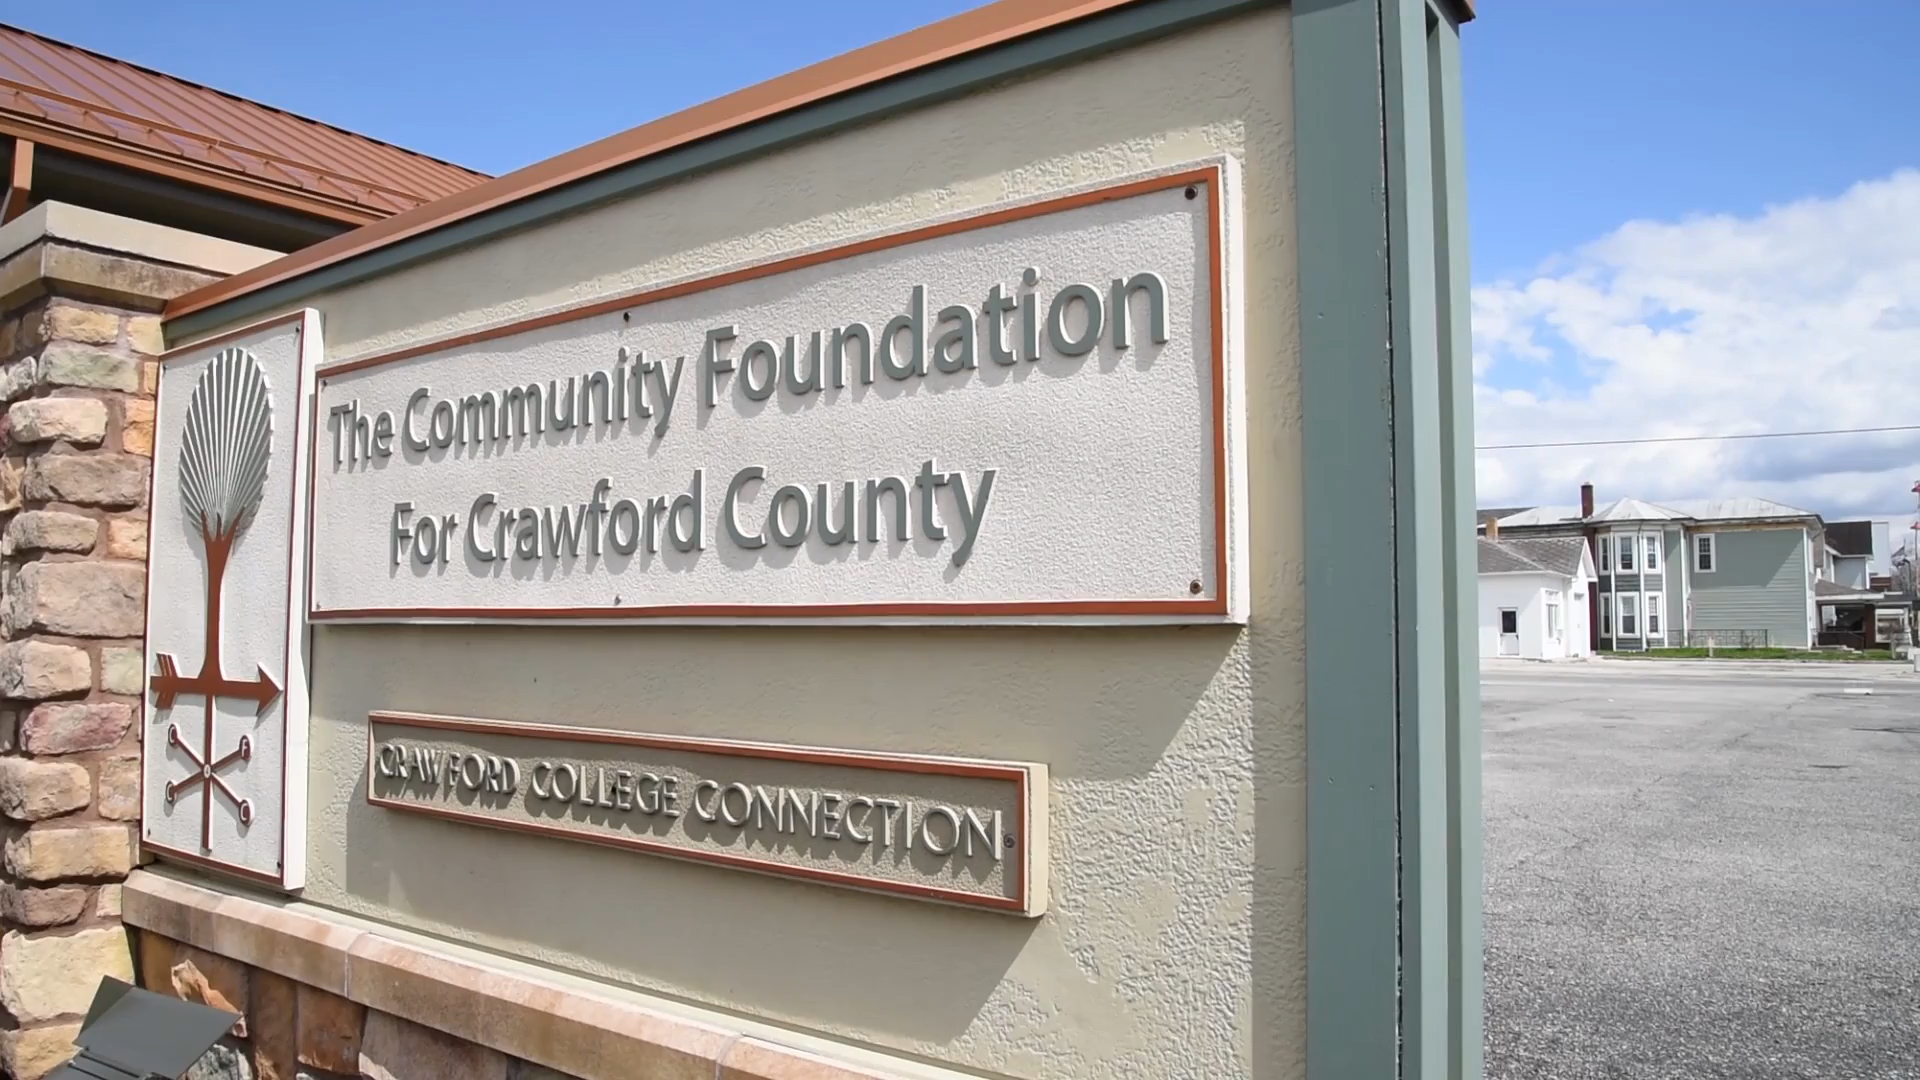 The Community Foundation
For Crawford County
CRAWFORD COLLEGE CONNECTION
C F
C C